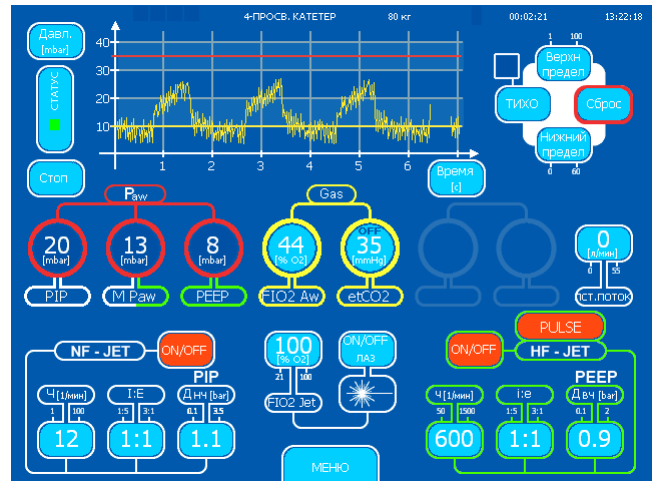 4-ПРОСВ. КАТЕТЕР 80 кг 00:02:21 13:22:18
Давл.
[mbar]
40
30
20
10
1 2 3 4 5 6
СТАТУС
Стоп
Время
[с]
1 100
Верхн
предел
ТИХО
Сброс
Нижний
предел
0 60
Paw
Gas
20
[mbar]
13
[mbar]
8
[mbar]
44
[% O2]
OFF
35
[mmHg]
0
[л/мин]
0 55
PIP
M Paw
PEEP
FIO2 Aw
etCO2
пст.поток
NF - JET
ON/OFF
100
[% O2]
21 100
FIO2 Jet
ON/OFF
ЛАЗ
ON/OFF
PULSE
HF - JET
PIP
Ч[1/мин]
1 100
12
I:E
1:5 3:1
1:1
Д НЧ [bar]
0.1 3.5
1.1
PEEP
Ч[1/мин]
50 1500
600
i:e
1:5 3:1
1:1
Д ВЧ [bar]
0.1 2
0.9
МЕНЮ